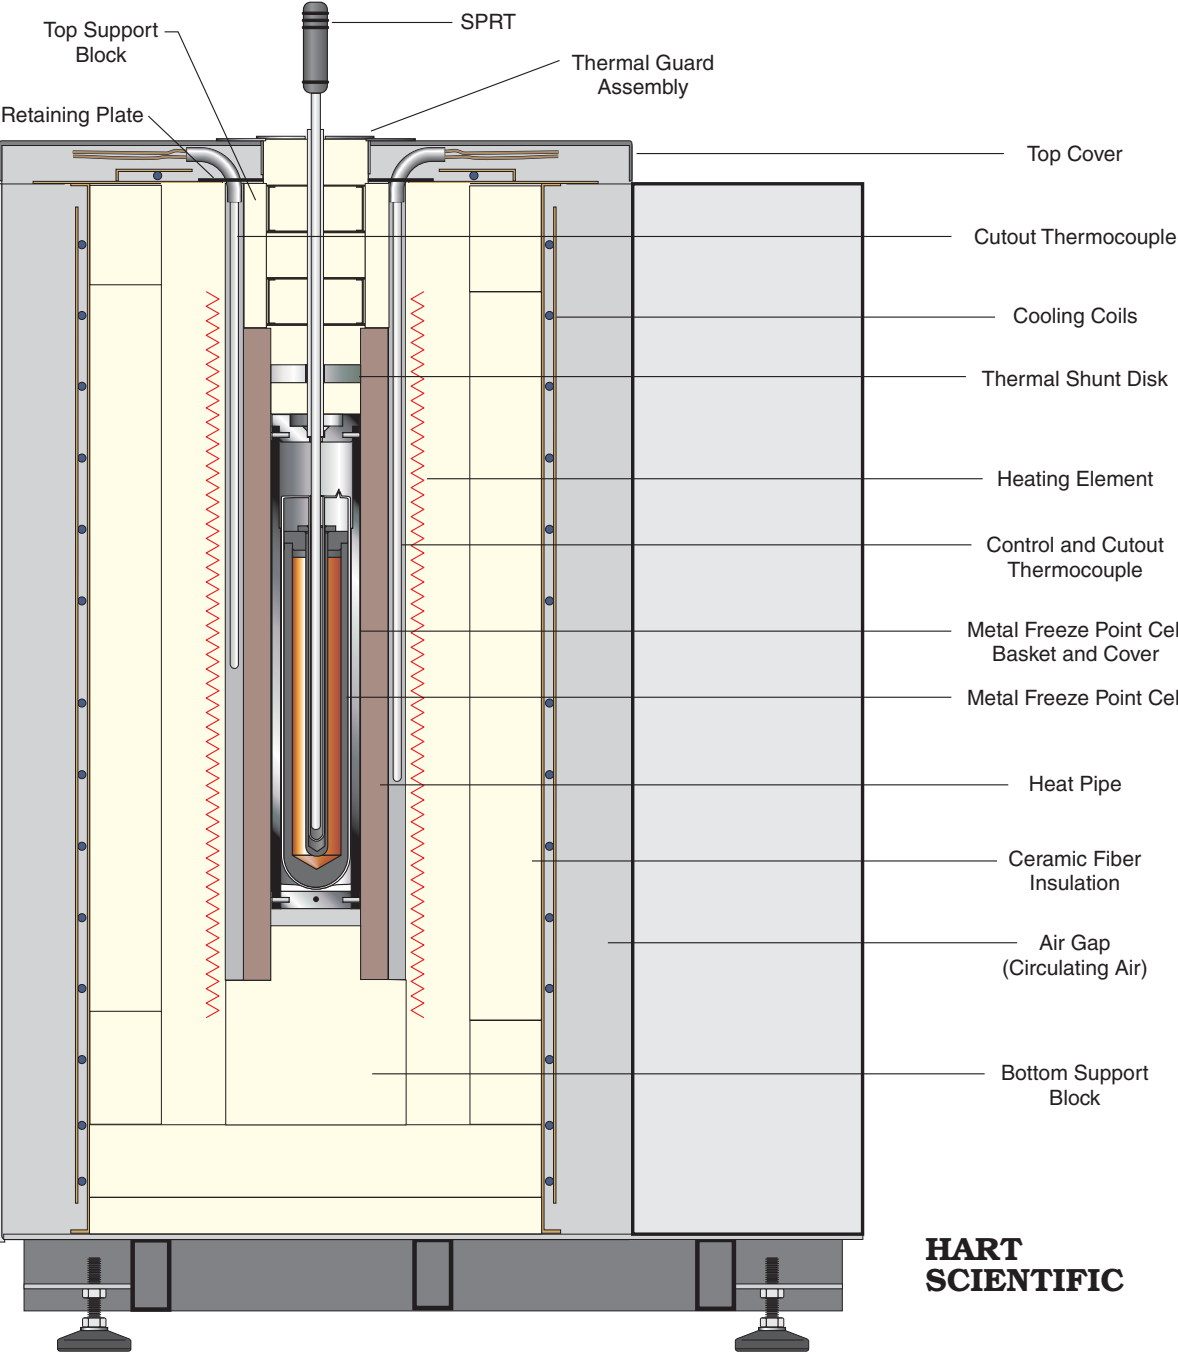 SPRT
Top Support
Block
Thermal Guard
Assembly
Retaining Plate
Top Cover
Cutout Thermocouple
Cooling Coils
Thermal Shunt Disk
Heating Element
Control and Cutout
Thermocouple
Metal Freeze Point Cel
Basket and Cover
Metal Freeze Point Cel
Heat Pipe
Ceramic Fiber
Insulation
Air Gap
(Circulating Air)
Bottom Support
Block
HART
SCIENTIFIC